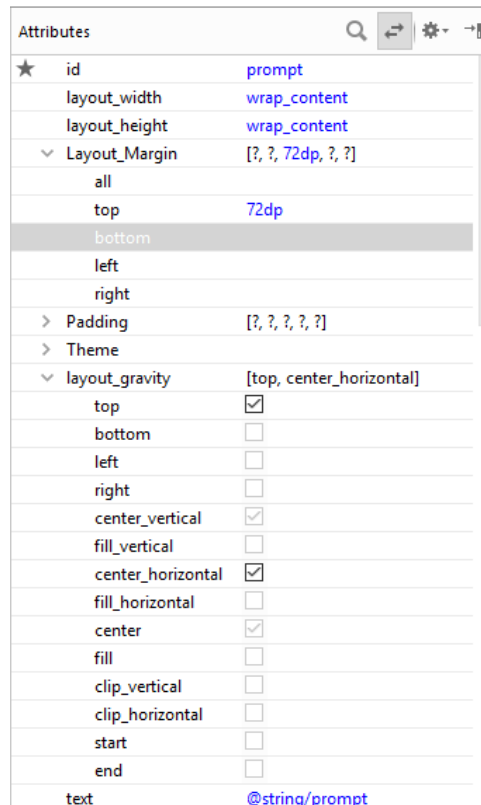 Attributes
id prompt
layout_width wrap_content
layout_height wrap_content
Layout_Margin [?, ?, 72dp, ?, ?]
all
top 72dp
bottom
left
right
Padding [?, ?, ?, ?, ?]
Theme
layout_gravity [top, center_horizontal]
top
bottom
left
right
center_vertical
fill_vertical
center_horizontal
fill_horizontal
center
fill
clip_vertical
clip_horizontal
start
end
text @string/prompt